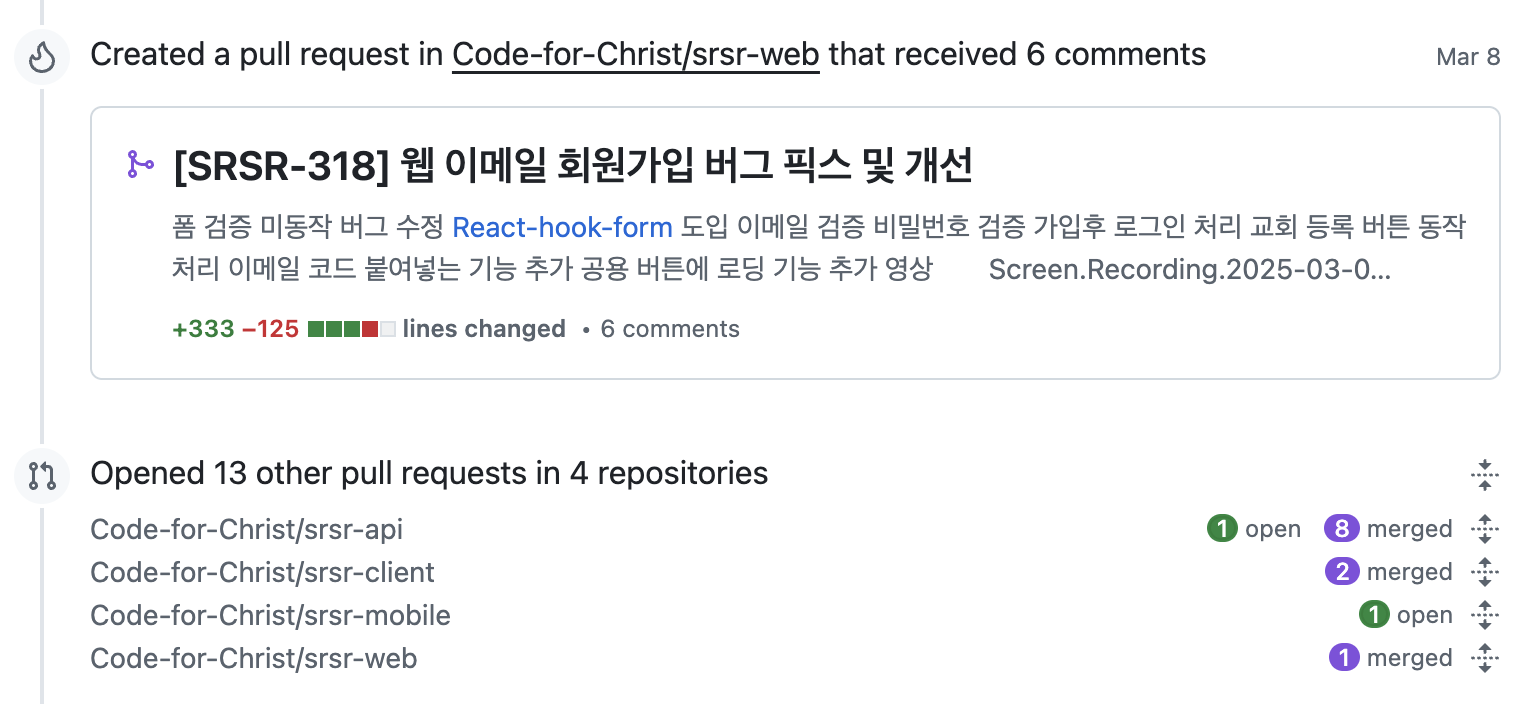 Created a pull request in Code-for-Christ/srsr-web that received 6 comments
Mar 8
[SRSR-318] 웹 이메일 회원가입 버그 픽스 및 개선
폼 검증 미동작 버그 수정 React-hook-form 도입 이메일 검증 비밀번호 검증 가입후 로그인 처리 교회 등록 버튼 동작
처리 이메일 코드 붙여넣는 기능 추가 공용 버튼에 로딩 기능 추가 영상 Screen.Recording.2025-03-0...
+333 −125 lines changed • 6 comments
Opened 13 other pull requests in 4 repositories
Code-for-Christ/srsr-api 1 open 8 merged
Code-for-Christ/srsr-client 2 merged
Code-for-Christ/srsr-mobile 1 open
Code-for-Christ/srsr-web 1 merged